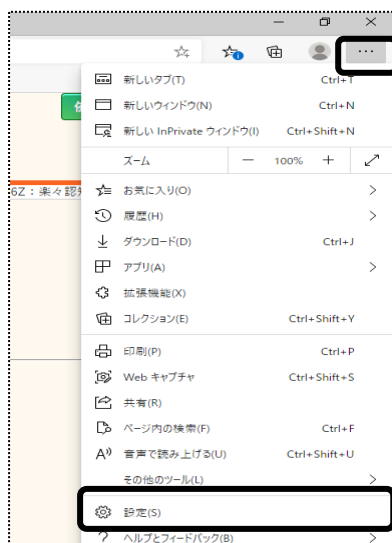 新しいタブ(T) Ctrl+T
新しいウィンドウ(N) Ctrl+N
新しい InPrivate ウィンドウ(I) Ctrl+Shift+N
ズーム — 100% +
お気に入り(O)
6Z：楽々認
履歴(H)
ダウンロード(D) Ctrl+J
アプリ(A)
拡張機能(X)
コレクション(E) Ctrl+Shift+Y
印刷(P) Ctrl+P
Web キャプチャ Ctrl+Shift+S
共有(R)
ページ内の検索(F) Ctrl+F
音声で読み上げる(U) Ctrl+Shift+U
その他のツール(L)
設定(S)
ヘルプとフィードバック(B)